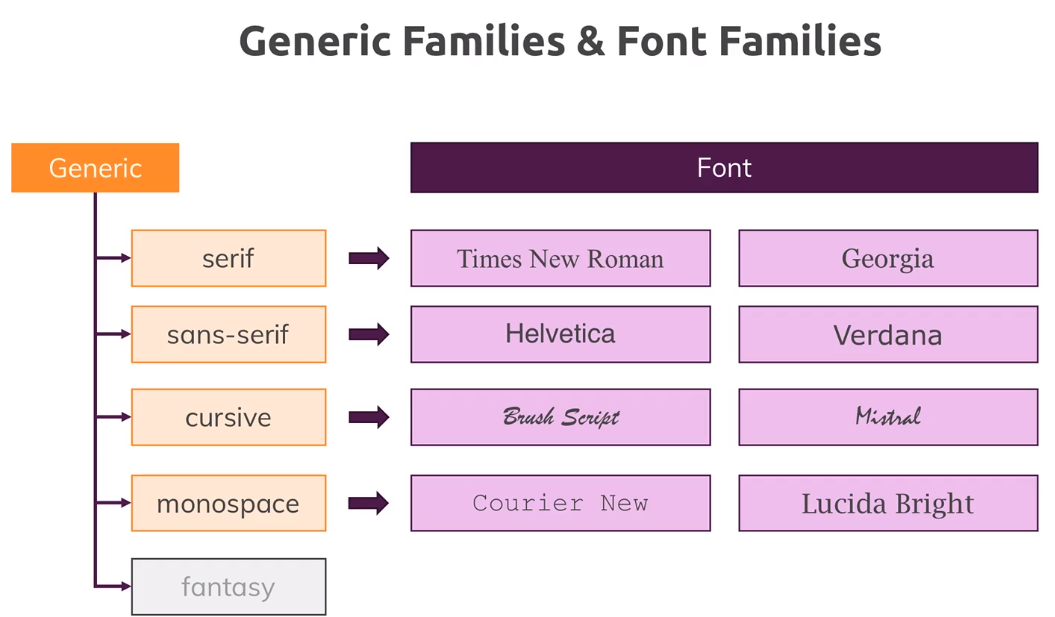 Generic Families & Font Families
Generic
Font
serif
Times New Roman
Georgia
sans-serif
Helvetica
Verdana
cursive
Brush Script
Mistral
monospace
Courier New
Lucida Bright
fantasy